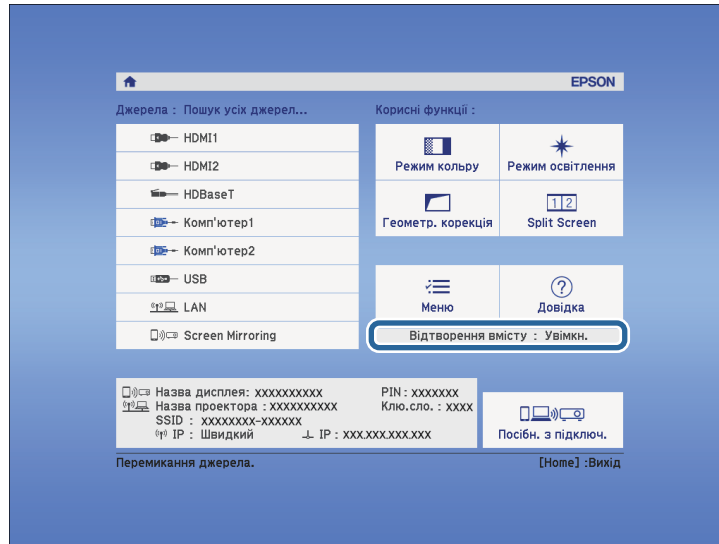 EPSON
Джерела : Пошук усіх джерел...
HDMI1
HDMI2
HDBaseT
Комп'ютер1
Комп'ютер2
USB
LAN
Screen Mirroring
Корисні функції :
Режим кольру
Режим освітлення
Геометр. корекція
1 2
Split Screen
Меню
? Довідка
Відтворення вмісту : Увімкн.
Назва дисплея: xxxxxxxxxx
PIN : xxxxxxx
Назва проектора : xxxxxxxxxx
Клю.сло. : xxxx
SSID : xxxxxxxx-xxxxxx
IP : Швидкий
IP : xxx.xxx.xxx.xxx
Посібн. з підключ.
Перемикання джерела.
[Home] :Вихід